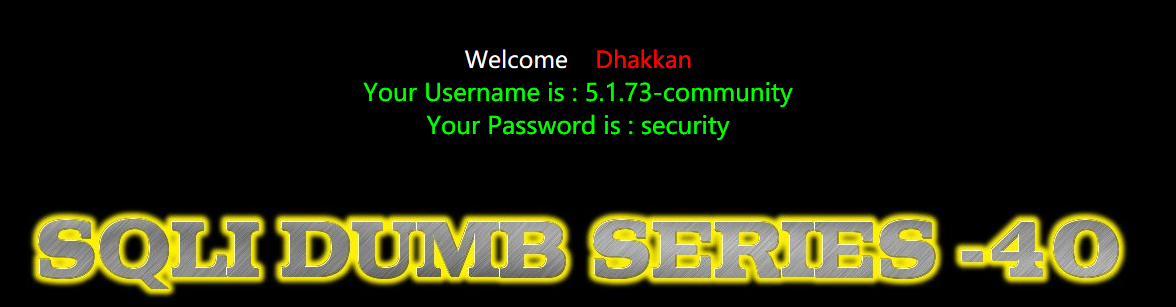 Welcome Dhakkan
Your Username is : 5.1.73-community
Your Password is : security
SQLI DUMB SERIES -40